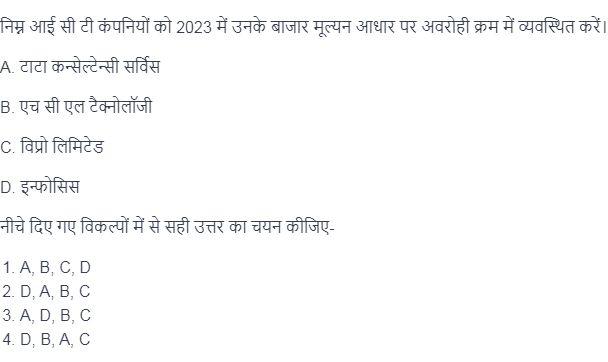 निम्न आई सी टी कंपनियों को 2023 में उनके बाजार मूल्यन आधार पर अवरोही क्रम में व्यवस्थित करें।
A. टाटा कन्सेल्टेन्सी सर्विस
B. एच सी एल टैक्नोलॉजी
C. विप्रो लिमिटेड
D. इन्फोसिस
नीचे दिए गए विकल्पों में से सही उत्तर का चयन कीजिए-
1. A, B, C, D
2. D, A, B, C
3. A, D, B, C
4. D, B, A, C